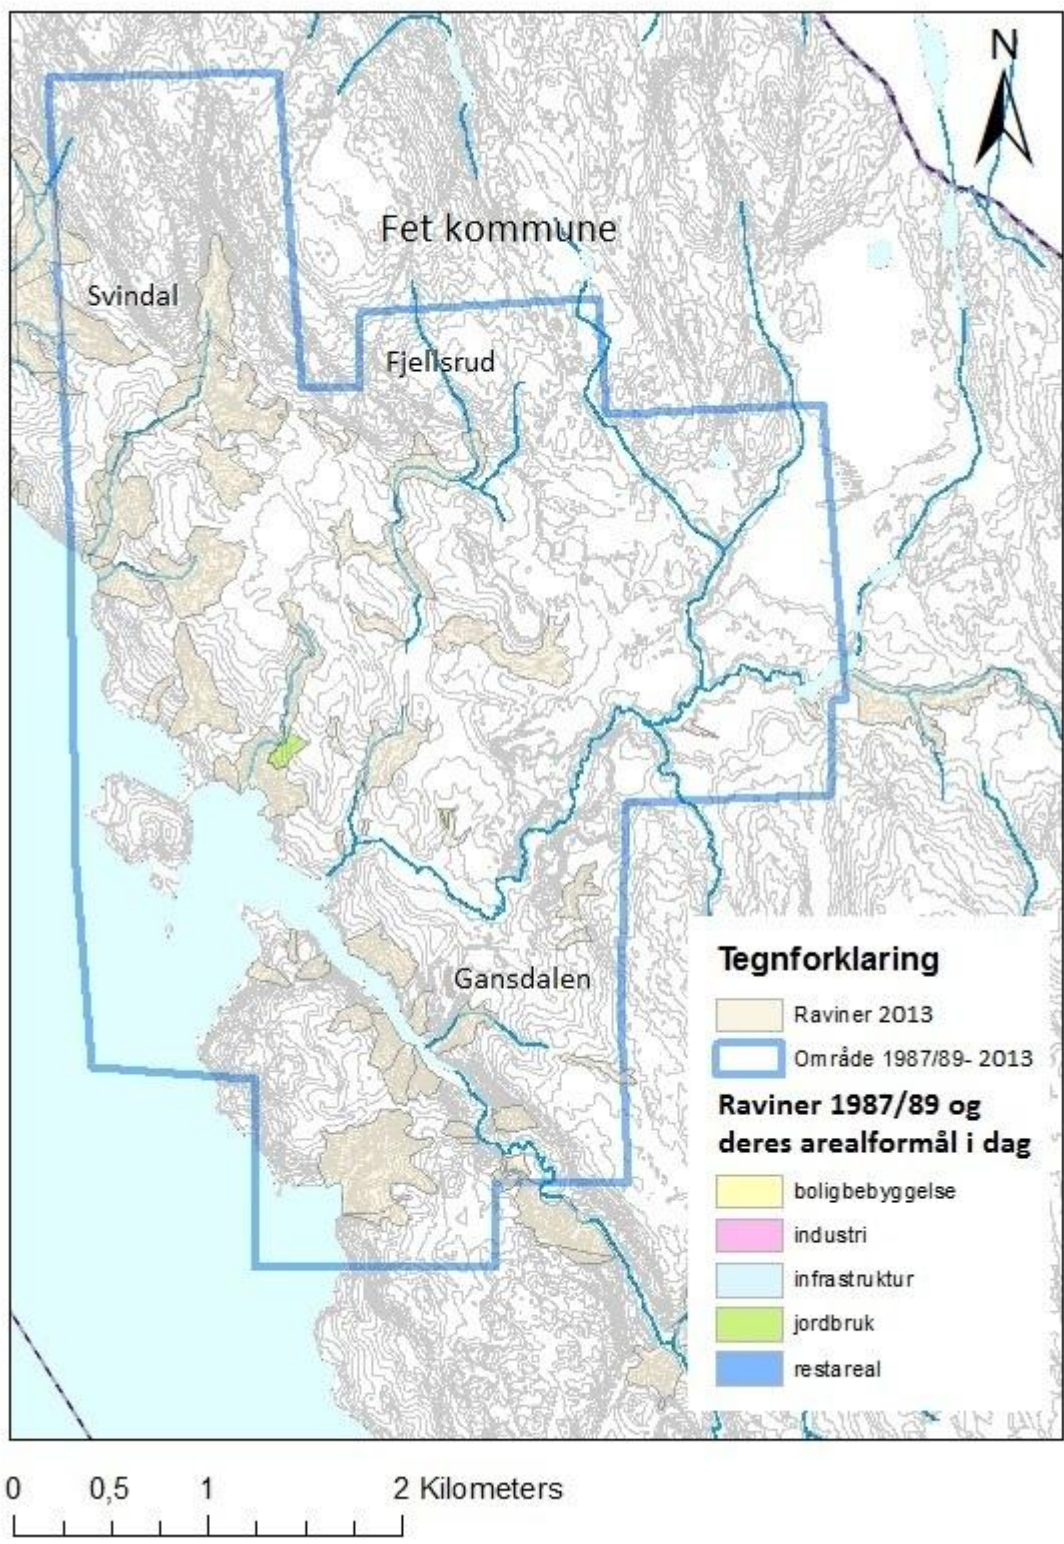 N
Fet kommune
Svindal
Fjellsrud
Gansdalen
Tegnforklaring
Raviner 2013
Område 1987/89- 2013
Raviner 1987/89 og
deres arealformål i dag
boligbebyggelse
industri
infrastruktur
jordbruk
restareal
0 0,5 1 2 Kilometers